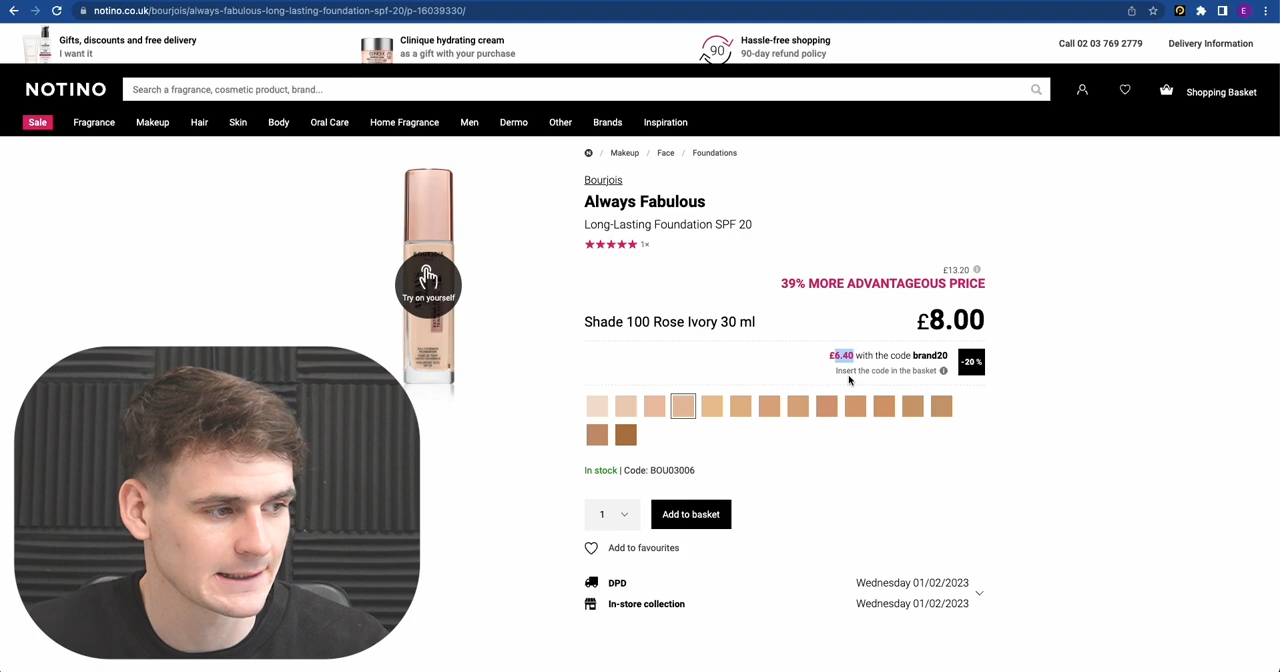 notino.co.uk/bourjois/always-fabulous-long-lasting-foundation-spf-20/p-16039330/
E
Gifts, discounts and free delivery
I want it
Clinique hydrating cream
as a gift with your purchase
90
Hassle-free shopping
90-day refund policy
Call 02 03 769 2779
Delivery Information
NOTINO
Search a fragrance, cosmetic product, brand...
Shopping Basket
Sale
Fragrance
Makeup
Hair
Skin
Body
Oral Care
Home Fragrance
Men
Dermo
Other
Brands
Inspiration
/ Makeup / Face / Foundations
Bourjois
Always Fabulous
Long-Lasting Foundation SPF 20
1×
£13.20
39% MORE ADVANTAGEOUS PRICE
Shade 100 Rose Ivory 30 ml
£8.00
£6.40 with the code brand20
Insert the code in the basket
-20 %
Try on yourself
In stock | Code: BOU03006
1
Add to basket
Add to favourites
DPD
Wednesday 01/02/2023
In-store collection
Wednesday 01/02/2023